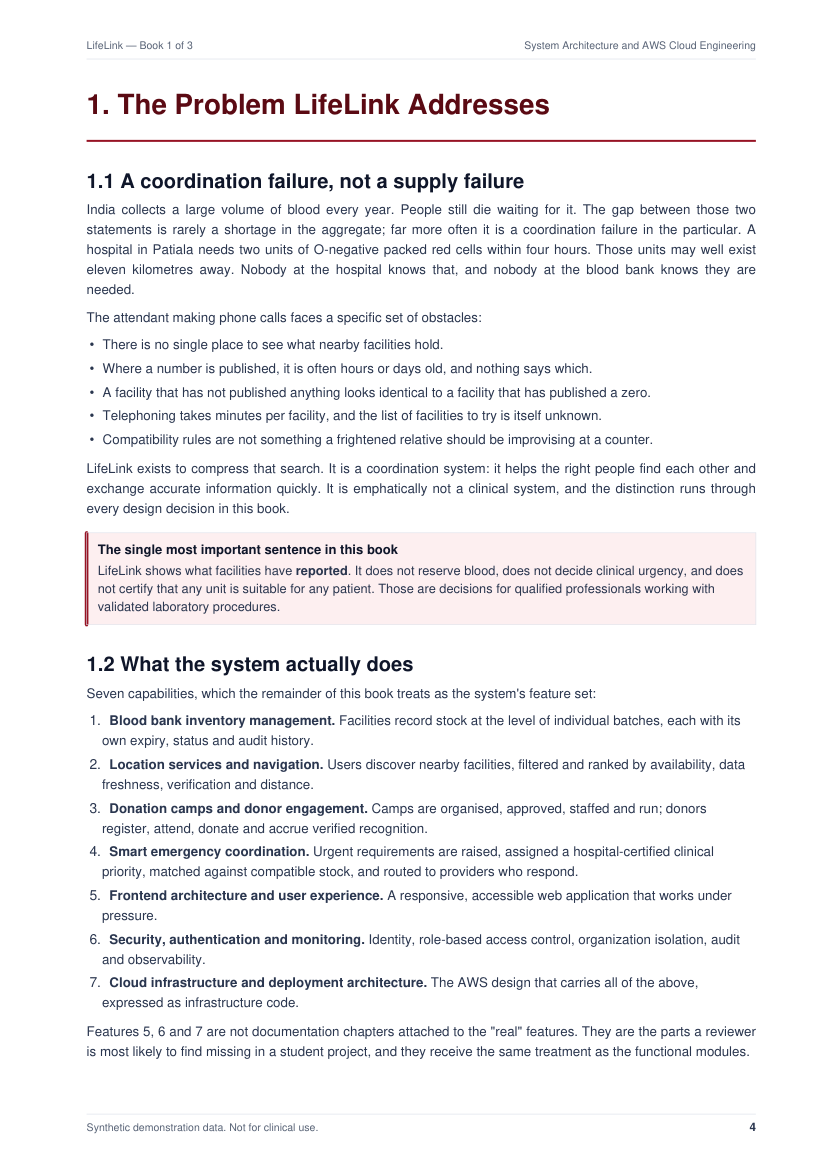 LifeLink — Book 1 of 3
System Architecture and AWS Cloud Engineering
1. The Problem LifeLink Addresses
1.1 A coordination failure, not a supply failure
India collects a large volume of blood every year. People still die waiting for it. The gap between those two
statements is rarely a shortage in the aggregate; far more often it is a coordination failure in the particular. A
hospital in Patiala needs two units of O-negative packed red cells within four hours. Those units may well exist
eleven kilometres away. Nobody at the hospital knows that, and nobody at the blood bank knows they are
needed.
The attendant making phone calls faces a specific set of obstacles:
• There is no single place to see what nearby facilities hold.
• Where a number is published, it is often hours or days old, and nothing says which.
• A facility that has not published anything looks identical to a facility that has published a zero.
• Telephoning takes minutes per facility, and the list of facilities to try is itself unknown.
• Compatibility rules are not something a frightened relative should be improvising at a counter.
LifeLink exists to compress that search. It is a coordination system: it helps the right people find each other and
exchange accurate information quickly. It is emphatically not a clinical system, and the distinction runs through
every design decision in this book.
The single most important sentence in this book
LifeLink shows what facilities have reported. It does not reserve blood, does not decide clinical urgency, and does
not certify that any unit is suitable for any patient. Those are decisions for qualified professionals working with
validated laboratory procedures.
1.2 What the system actually does
Seven capabilities, which the remainder of this book treats as the system's feature set:
1. Blood bank inventory management. Facilities record stock at the level of individual batches, each with its
own expiry, status and audit history.
2. Location services and navigation. Users discover nearby facilities, filtered and ranked by availability, data
freshness, verification and distance.
3. Donation camps and donor engagement. Camps are organised, approved, staffed and run; donors
register, attend, donate and accrue verified recognition.
4. Smart emergency coordination. Urgent requirements are raised, assigned a hospital-certified clinical
priority, matched against compatible stock, and routed to providers who respond.
5. Frontend architecture and user experience. A responsive, accessible web application that works under
pressure.
6. Security, authentication and monitoring. Identity, role-based access control, organization isolation, audit
and observability.
7. Cloud infrastructure and deployment architecture. The AWS design that carries all of the above,
expressed as infrastructure code.
Features 5, 6 and 7 are not documentation chapters attached to the "real" features. They are the parts a reviewer
is most likely to find missing in a student project, and they receive the same treatment as the functional modules.
Synthetic demonstration data. Not for clinical use.
4